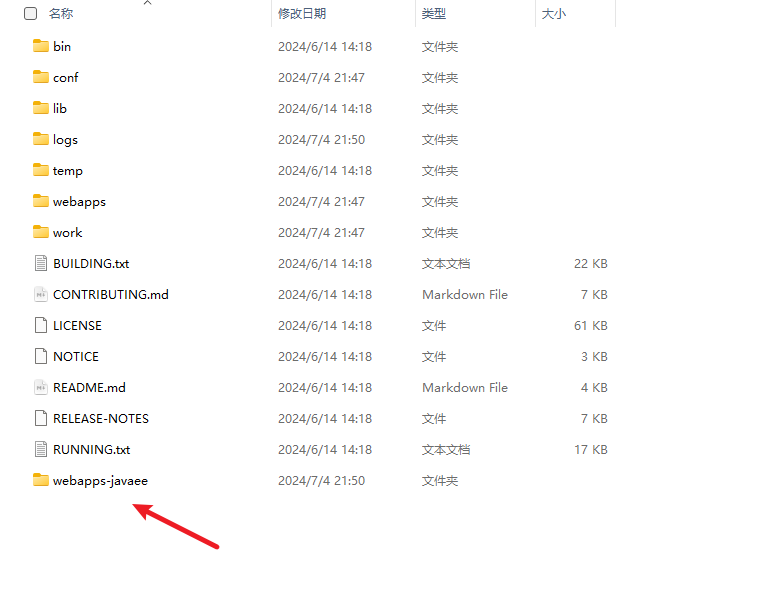 名称 修改日期 类型 大小
bin 2024/6/14 14:18 文件夹
conf 2024/7/4 21:47 文件夹
lib 2024/6/14 14:18 文件夹
logs 2024/7/4 21:50 文件夹
temp 2024/6/14 14:18 文件夹
webapps 2024/7/4 21:47 文件夹
work 2024/7/4 21:47 文件夹
BUILDING.txt 2024/6/14 14:18 文本文档 22 KB
CONTRIBUTING.md 2024/6/14 14:18 Markdown File 7 KB
LICENSE 2024/6/14 14:18 文件 61 KB
NOTICE 2024/6/14 14:18 文件 3 KB
README.md 2024/6/14 14:18 Markdown File 4 KB
RELEASE-NOTES 2024/6/14 14:18 文件 7 KB
RUNNING.txt 2024/6/14 14:18 文本文档 17 KB
webapps-javaee 2024/7/4 21:50 文件夹